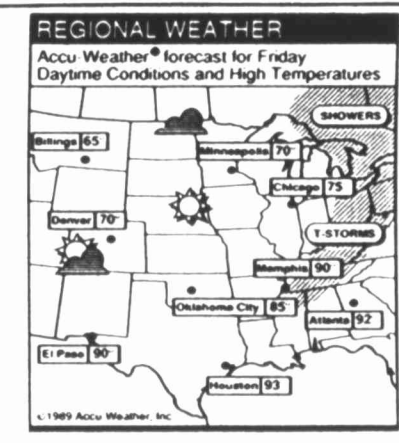 REGIONAL WEATHER
Accu-Weather® forecast for Friday
Daytime Conditions and High Temperatures
SHOWERS
Billings 65
Minneapolis 70°
Chicago 75
Denver 70°
T-STORMS
Memphis 90
Oklahoma City 85°
Atlanta 92
El Paso 90°
Houston 93
©1989 Accu Weather, Inc